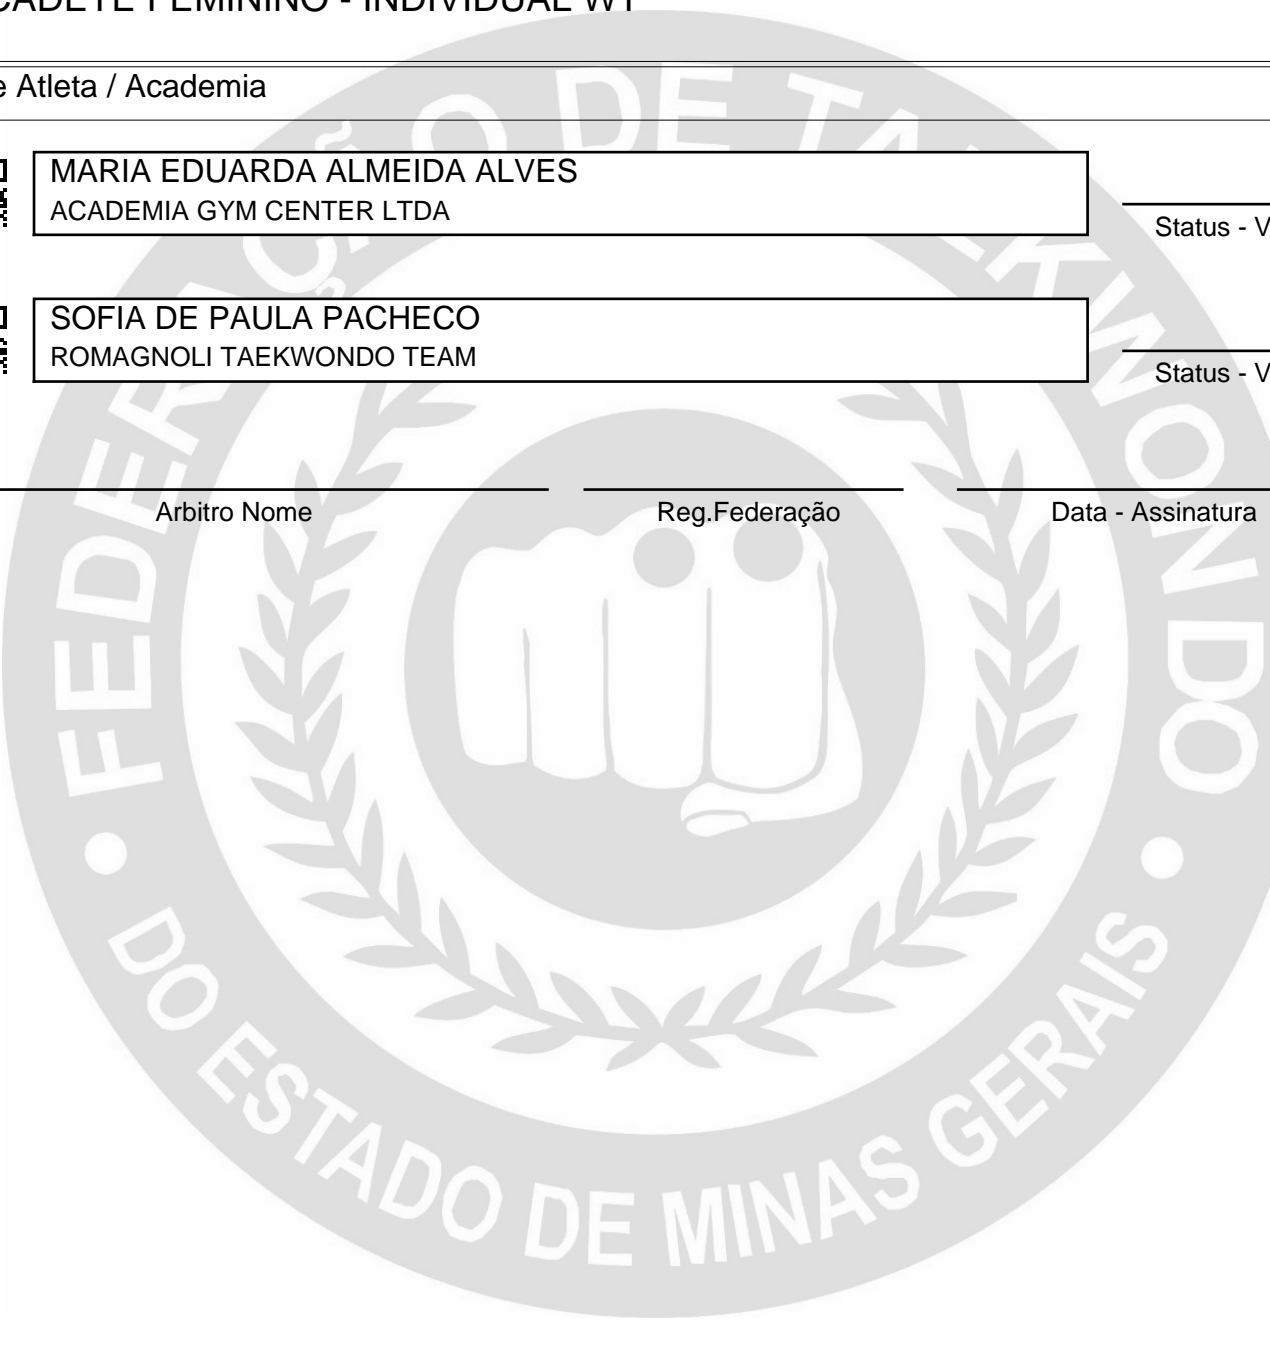 CADETE FEMININO - INDIVIDUAL WT
e Atleta / Academia
MARIA EDUARDA ALMEIDA ALVES
ACADEMIA GYM CENTER LTDA
Status - V
SOFIA DE PAULA PACHECO
ROMAGNOLI TAEKWONDO TEAM
Status - V
Arbitro Nome Reg.Federação Data - Assinatura
FEDERAÇÃO DE TAEKWONDO
DO ESTADO DE MINAS GERAIS